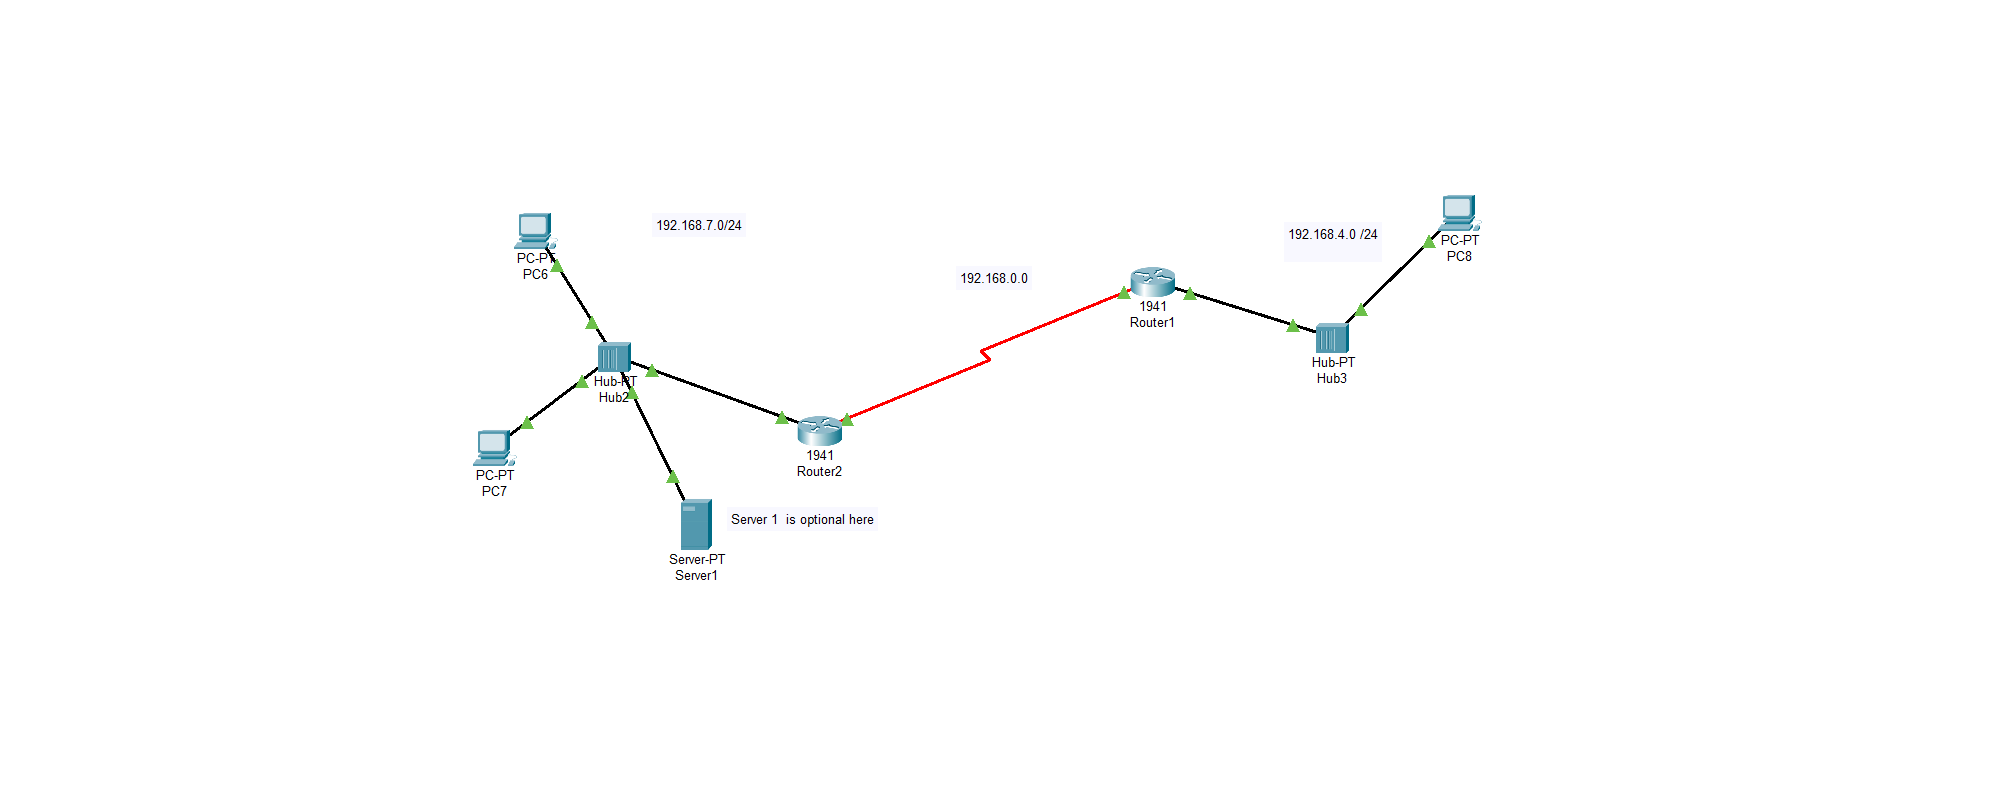 192.168.7.0/24
PC-PT
PC6
192.168.0.0
192.168.4.0 /24
PC-PT
PC8
1941
Router1
Hub-PT
Hub3
Hub-PT
Hub2
PC-PT
PC7
1941
Router2
Server 1  is optional here
Server-PT
Server1